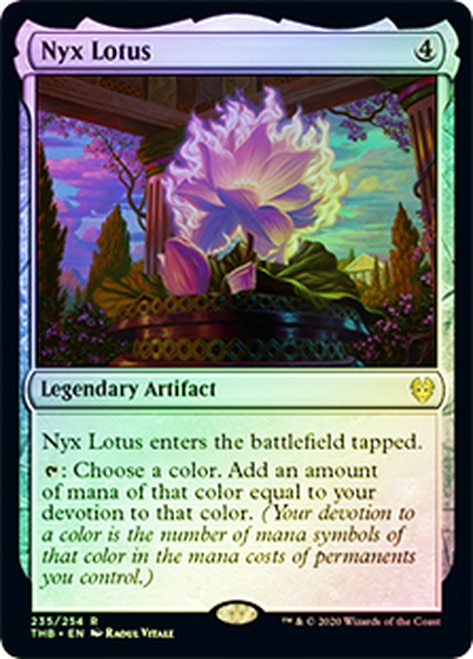 Nyx Lotus 4
Legendary Artifact
Nyx Lotus enters the battlefield tapped.
: Choose a color. Add an amount
of mana of that color equal to your
devotion to that color. (Your devotion to
a color is the number of mana symbols of
that color in the mana costs of permanents
you control.)
235/254 R
THB • EN Raoul Vitale
™ & © 2020 Wizards of the Coast